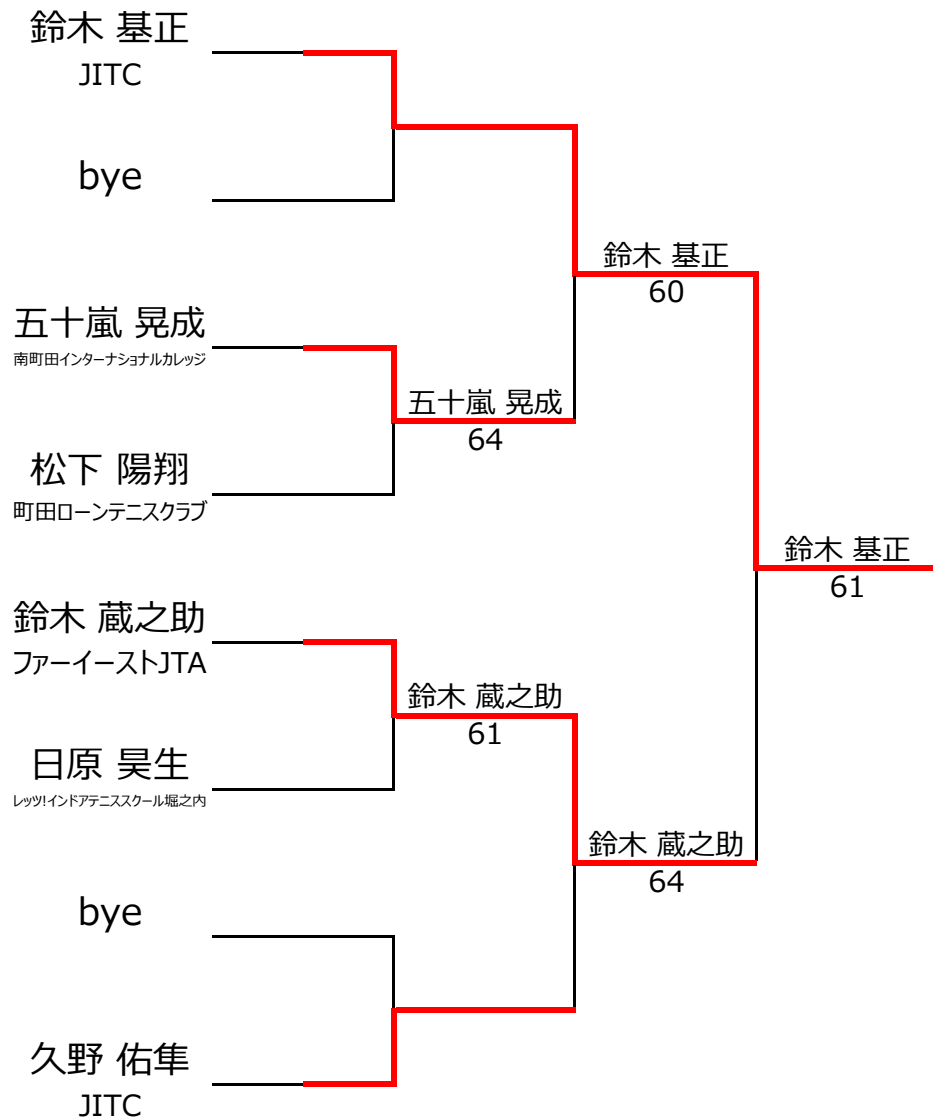 鈴木 基正
JITC
bye
五十嵐 晃成
南町田インターナショナルカレッジ
松下 陽翔
町田ローンテニスクラブ
鈴木 蔵之助
ファーイーストJTA
日原 昊生
レッツ!インドアテニススクール堀之内
bye
久野 佑隼
JITC
五十嵐 晃成
64
鈴木 蔵之助
61
鈴木 基正
60
鈴木 蔵之助
64
鈴木 基正
61